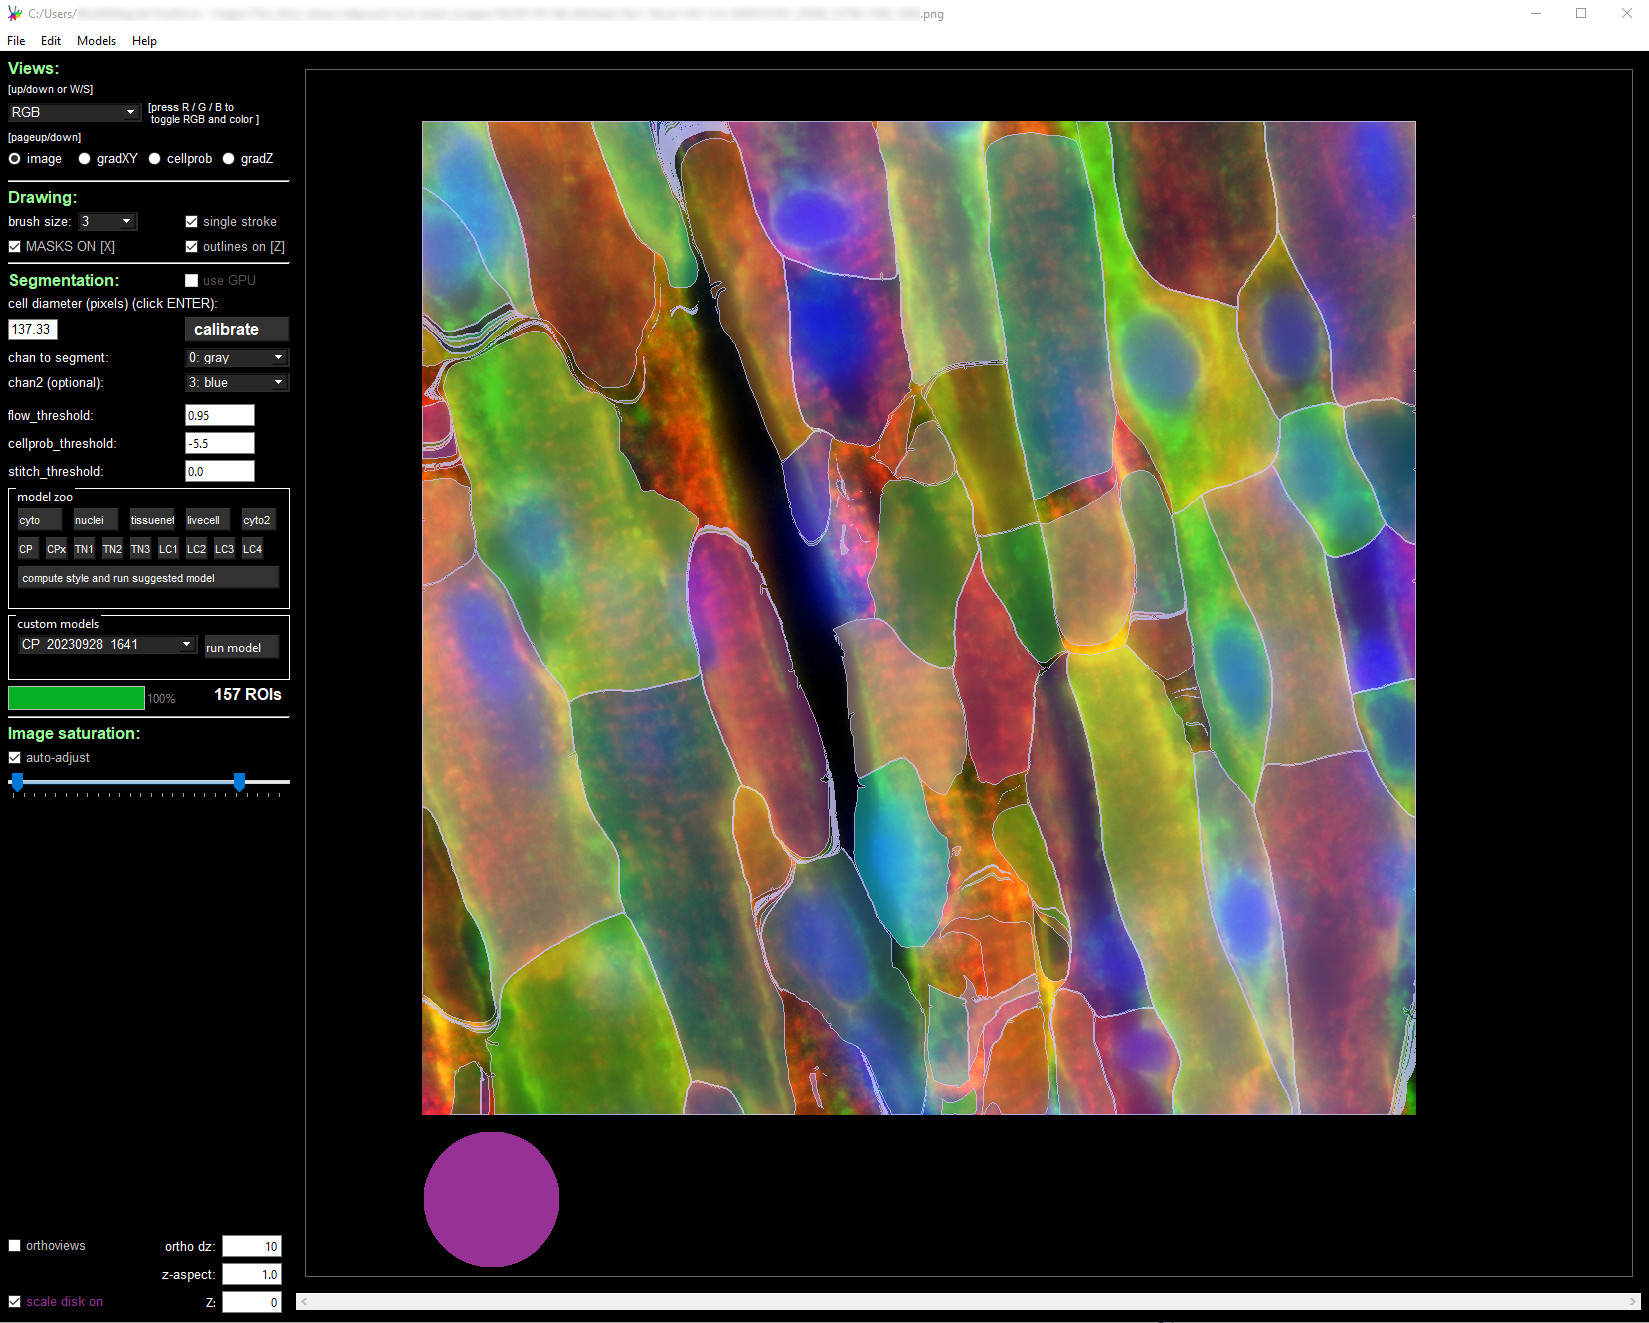 C:/Users/
.png
File Edit Models Help
Views:
[up/down or W/S]
RGB
[press R / G / B to
toggle RGB and color ]
[pageup/down]
image gradXY cellprob gradZ
Drawing:
brush size: 3 single stroke
MASKS ON [X] outlines on [Z]
Segmentation: use GPU
cell diameter (pixels) (click ENTER):
137.33 calibrate
chan to segment: 0: gray
chan2 (optional): 3: blue
flow_threshold: 0.95
cellprob_threshold: -5.5
stitch_threshold: 0.0
model zoo
cyto nuclei tissuenet livecell cyto2
CP CPx TN1 TN2 TN3 LC1 LC2 LC3 LC4
compute style and run suggested model
custom models
CP_20230928_1641 run model
100% 157 ROIs
Image saturation:
auto-adjust
orthoviews ortho dz: 10
z-aspect: 1.0
scale disk on Z: 0